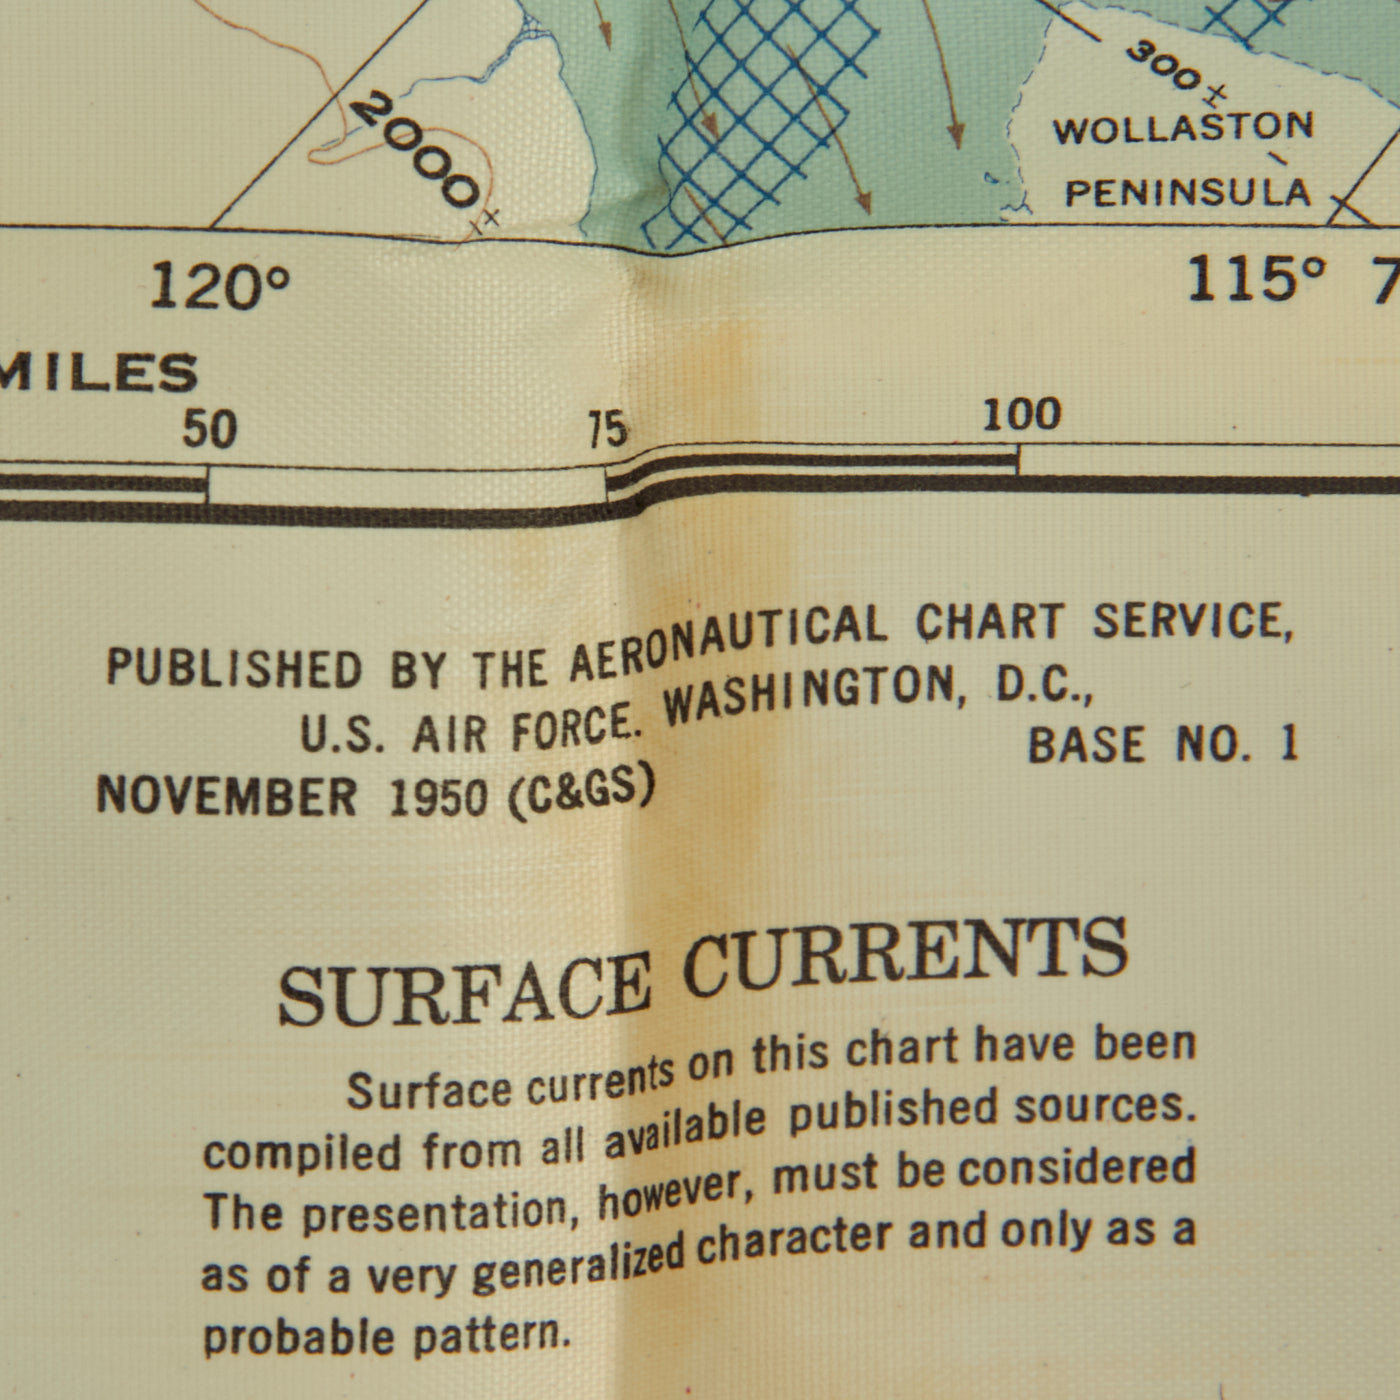 2000
300
WOLLASTON
PENINSULA
120° 115° 7
MILES
50 75 100
PUBLISHED BY THE AERONAUTICAL CHART SERVICE,
U.S. AIR FORCE. WASHINGTON, D.C.,
BASE NO. 1
NOVEMBER 1950 (C&GS)
SURFACE CURRENTS
Surface currents on this chart have been
compiled from all available published sources.
The presentation, however, must be considered
as of a very generalized character and only as a
probable pattern.